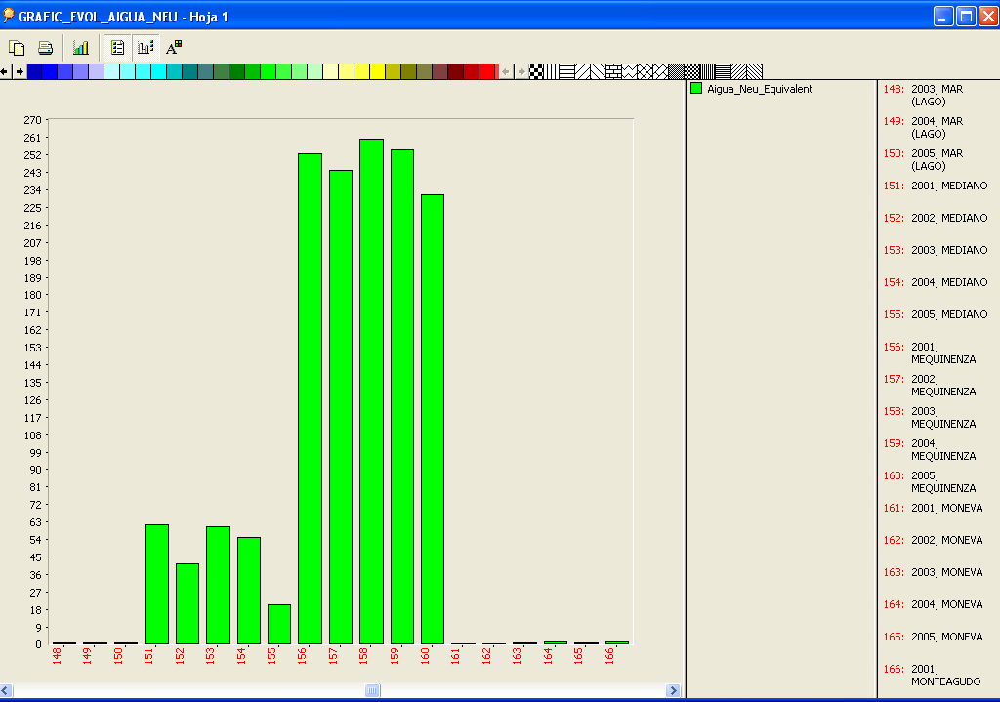 GRAFIC_EVOL_AIGUA_NEU - Hoja 1
A
270
261
252
243
234
225
216
207
198
189
180
171
162
153
144
135
126
117
108
99
90
81
72
63
54
45
36
27
18
9
0
148
149
150
151
152
153
154
155
156
157
158
159
160
161
162
163
164
165
166
Aigua_Neu_Equivalent
148: 2003, MAR
(LAGO)
149: 2004, MAR
(LAGO)
150: 2005, MAR
(LAGO)
151: 2001, MEDIANO
152: 2002, MEDIANO
153: 2003, MEDIANO
154: 2004, MEDIANO
155: 2005, MEDIANO
156: 2001,
MEQUINENZA
157: 2002,
MEQUINENZA
158: 2003,
MEQUINENZA
159: 2004,
MEQUINENZA
160: 2005,
MEQUINENZA
161: 2001, MONEVA
162: 2002, MONEVA
163: 2003, MONEVA
164: 2004, MONEVA
165: 2005, MONEVA
166: 2001,
MONTEAGUDO